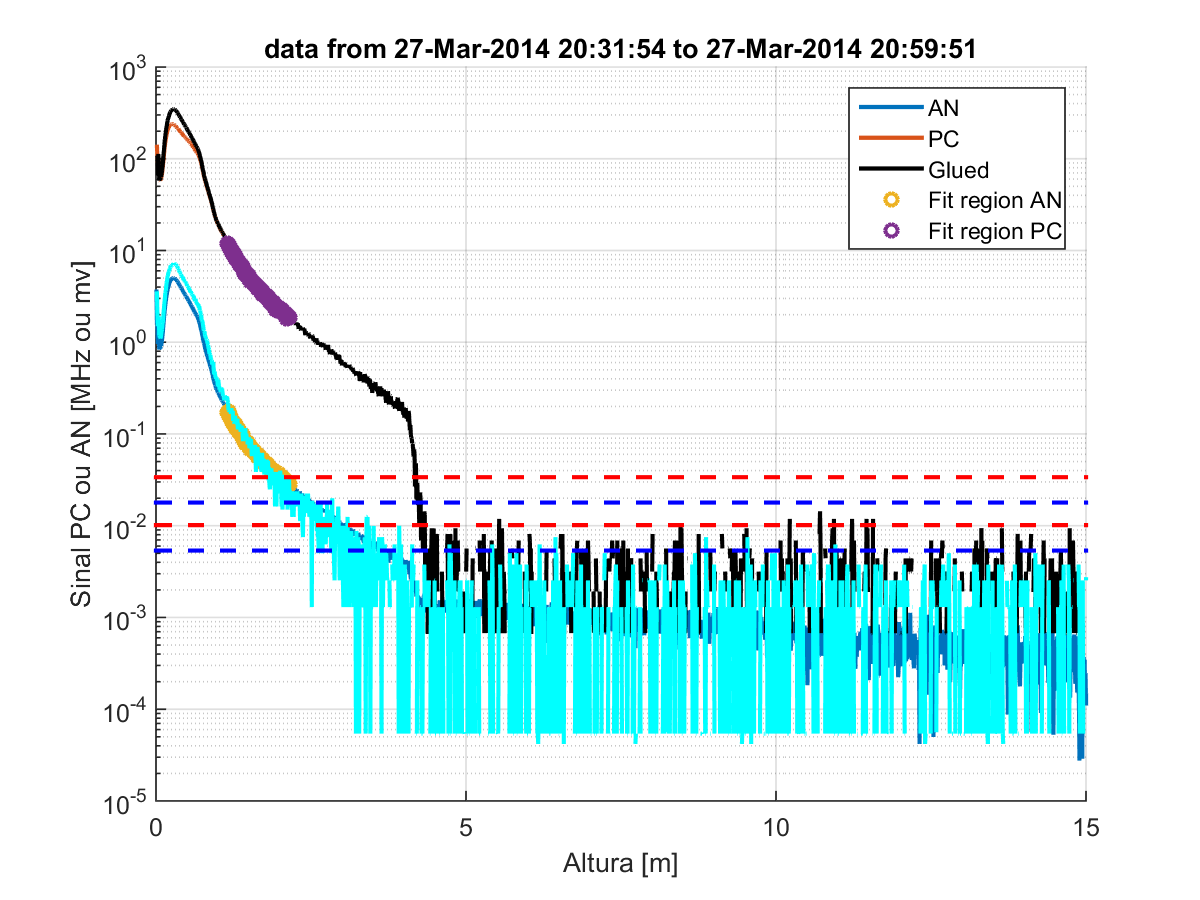 data from 27-Mar-2014 20:31:54 to 27-Mar-2014 20:59:51
AN
PC
Glued
Fit region AN
Fit region PC
Sinal PC ou AN [MHz ou mv]
10^3
10^2
10^1
10^0
10^-1
10^-2
10^-3
10^-4
10^-5
0 5 10 15
Altura [m]